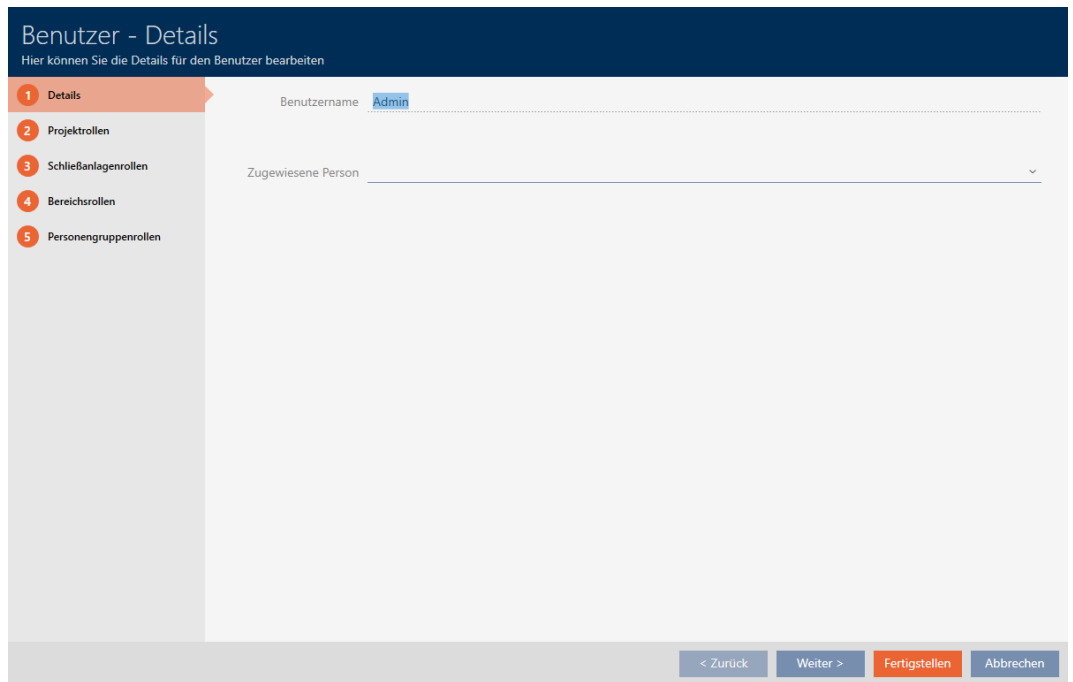 Benutzer - Details
Hier können Sie die Details für den Benutzer bearbeiten
1 Details
2 Projektrollen
3 Schließanlagenrollen
4 Bereichsrollen
5 Personengruppenrollen
Benutzername Admin
Zugewiesene Person
< Zurück Weiter > Fertigstellen Abbrechen